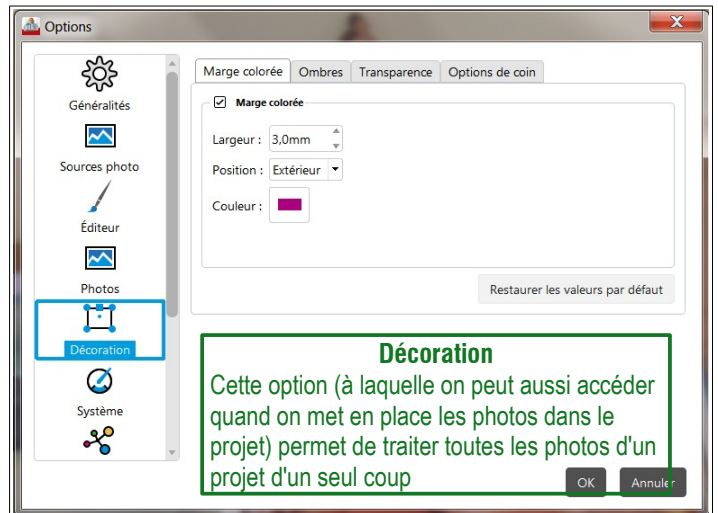 Options
X
Généralités
Sources photo
Éditeur
Photos
Décoration
Système
Marge colorée Ombres Transparence Options de coin
Marge colorée
Largeur : 3,0mm
Position : Extérieur
Couleur :
Restaurer les valeurs par défaut
Décoration
Cette option (à laquelle on peut aussi accéder
quand on met en place les photos dans le
projet) permet de traiter toutes les photos d'un
projet d'un seul coup
OK Annuler